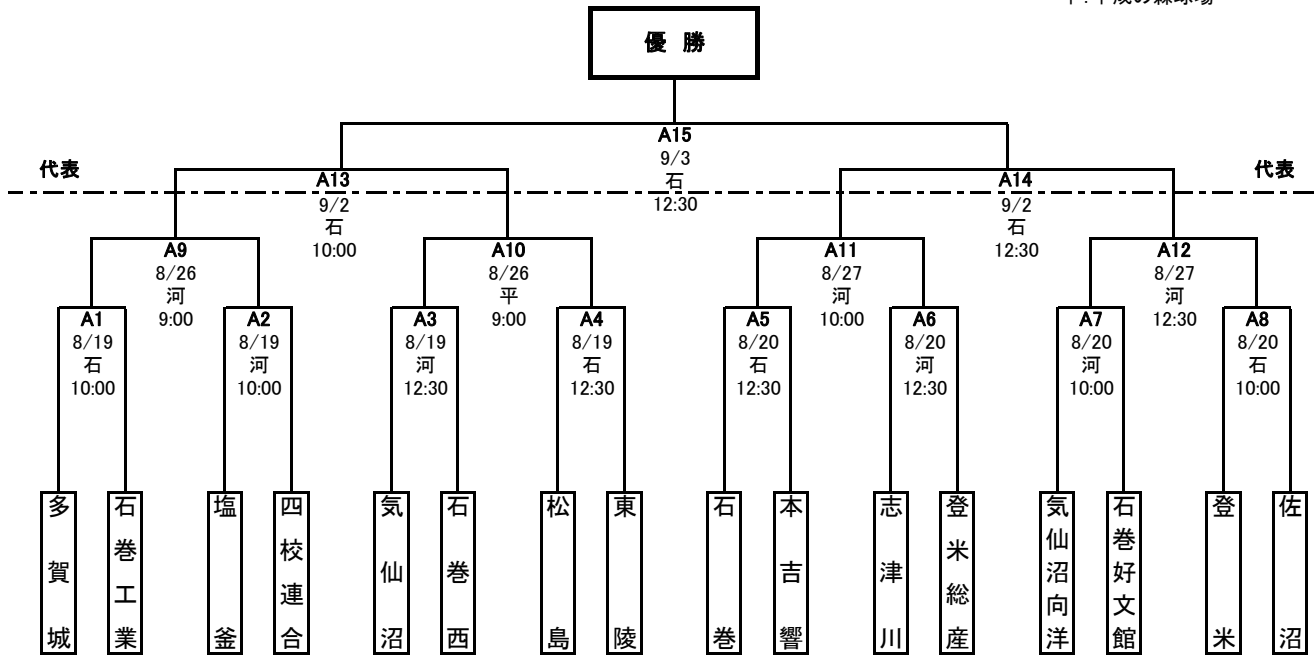 平:平成の森球場
優 勝
A15
9/3
石
12:30
代表
代表
A13
9/2
石
10:00
A14
9/2
石
12:30
A9
8/26
河
9:00
A10
8/26
平
9:00
A11
8/27
河
10:00
A12
8/27
河
12:30
A1
8/19
石
10:00
A2
8/19
河
10:00
A3
8/19
河
12:30
A4
8/19
石
12:30
A5
8/20
石
12:30
A6
8/20
河
12:30
A7
8/20
河
10:00
A8
8/20
石
10:00
多賀城
石巻工業
塩釜
四校連合
気仙沼
石巻西
松島
東陵
石巻
本吉響
志津川
登米総産
気仙沼向洋
石巻好文館
登米
佐沼